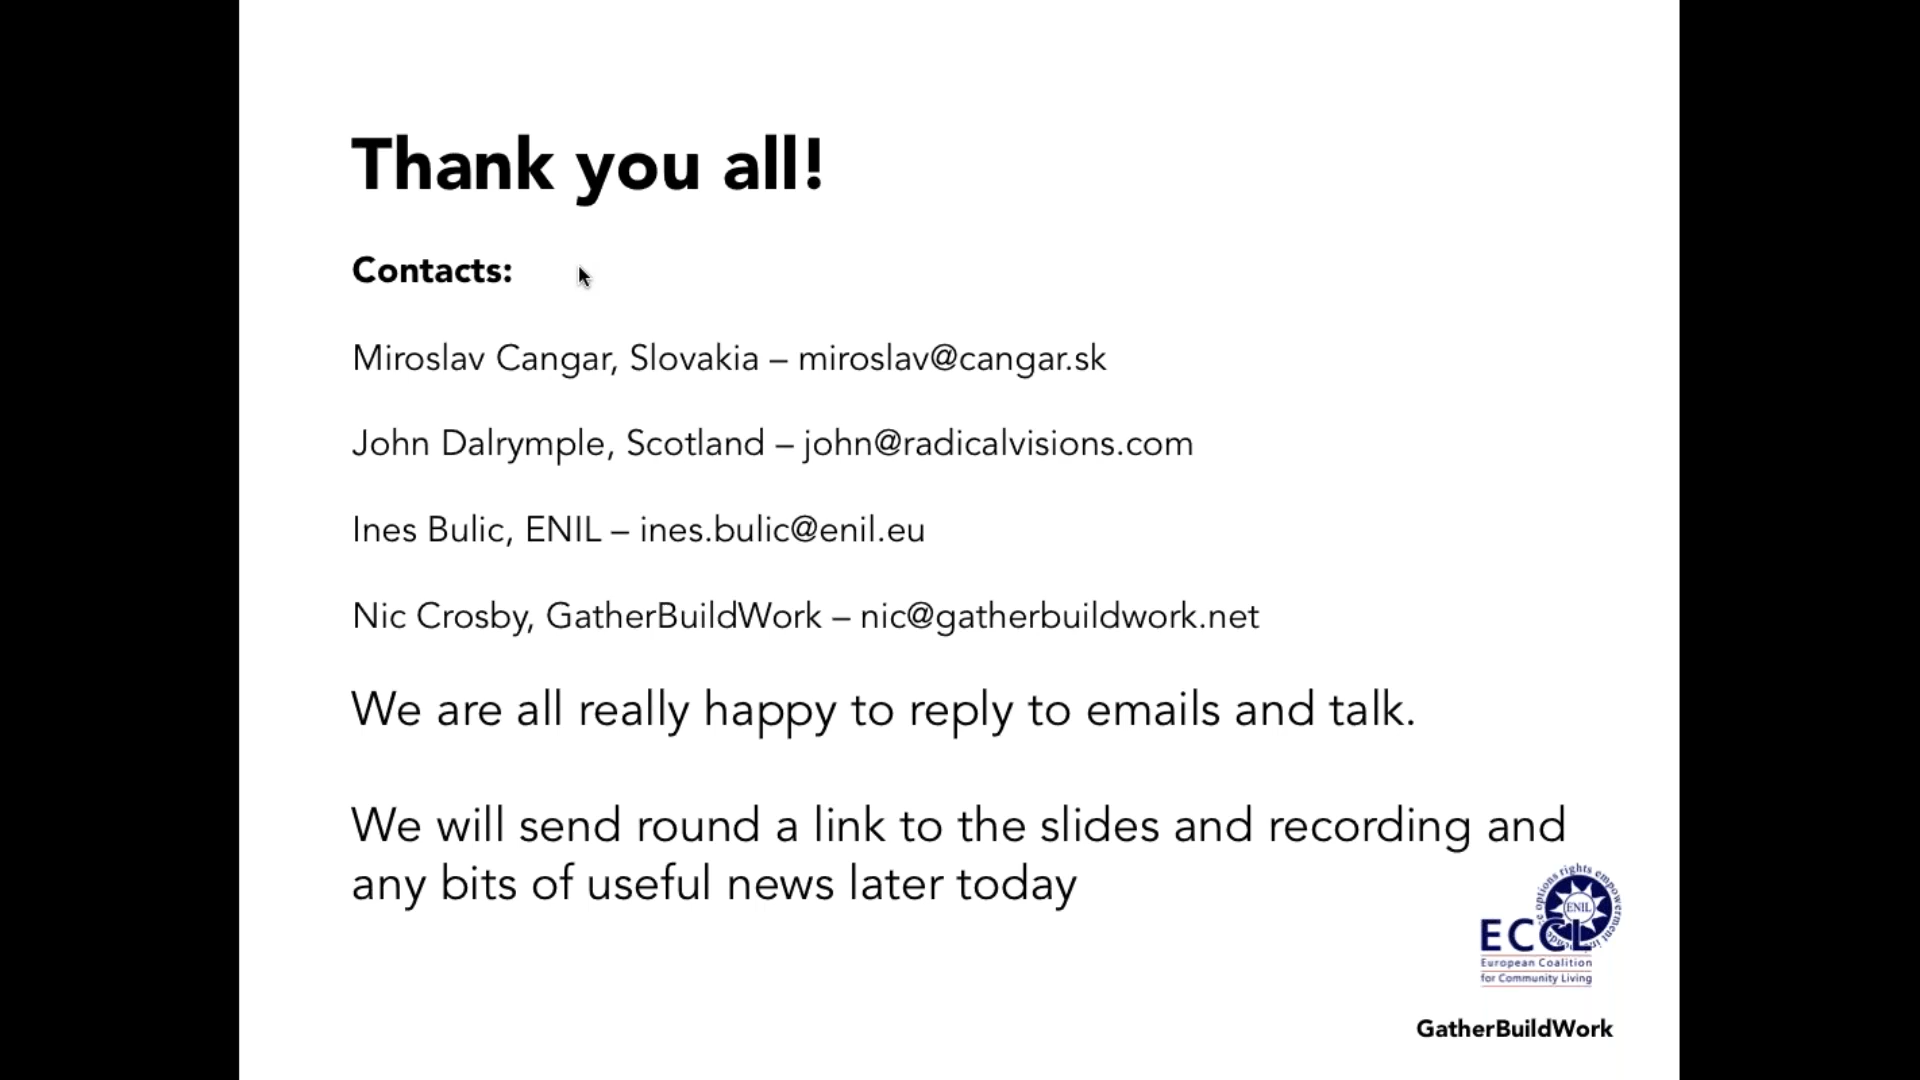 Thank you all!
Contacts:
Miroslav Cangar, Slovakia – miroslav@cangar.sk
John Dalrymple, Scotland – john@radicalvisions.com
Ines Bulic, ENIL – ines.bulic@enil.eu
Nic Crosby, GatherBuildWork – nic@gatherbuildwork.net
We are all really happy to reply to emails and talk.
We will send round a link to the slides and recording and
any bits of useful news later today
options rights empowerment
ENIL
ECCL
European Coalition
for Community Living
GatherBuildWork